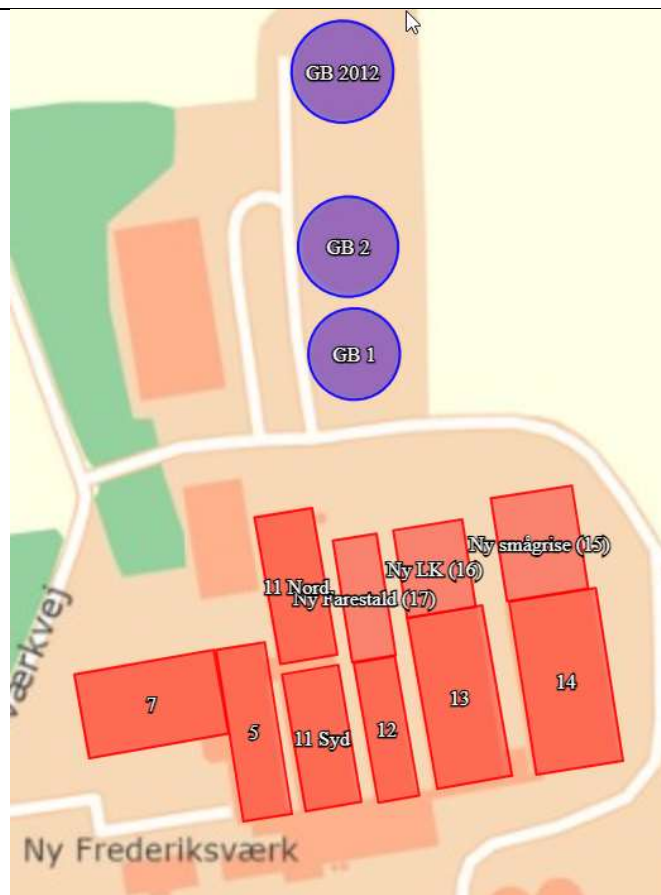 GB 2012
GB 2
GB 1
Ny smågrise (15)
Ny LK (16)
11 Nord
Ny Farestald (17)
værkvej
7
5
11 Syd
12
13
14
Ny Frederiksværk